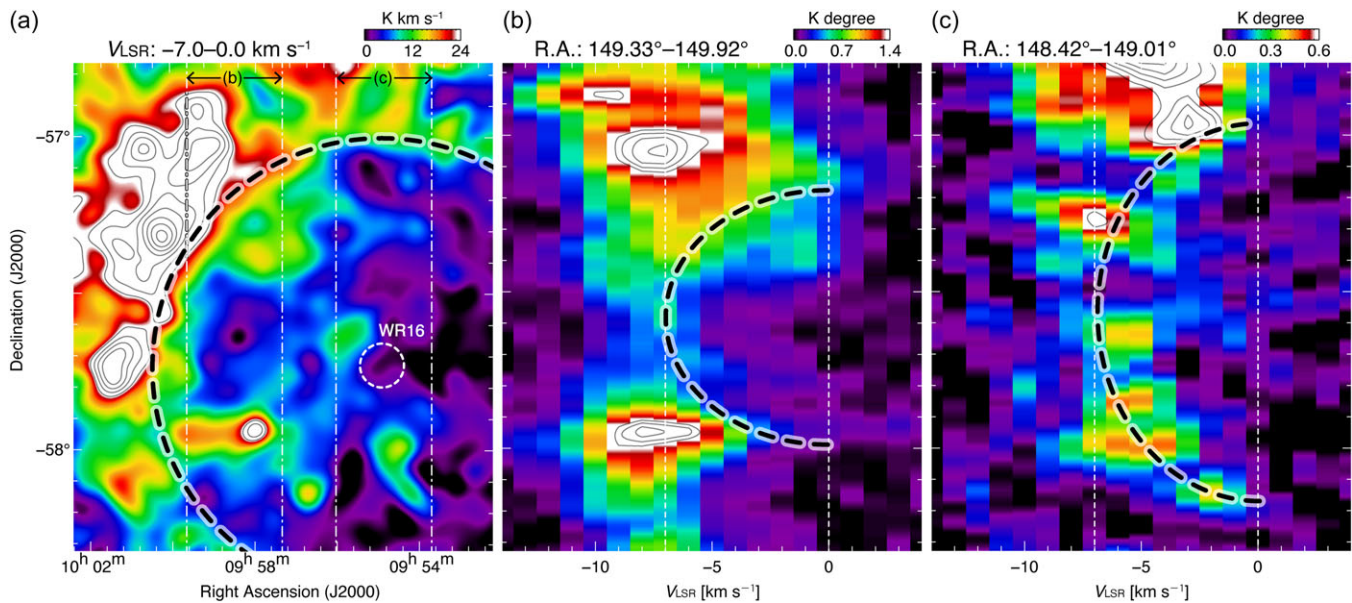 (a)
K km s⁻¹
VLSR: −7.0–0.0 km s⁻¹
0 12 24
(b)
(c)
WR16
−57°
−58°
Declination (J2000)
10ʰ 02ᵐ 09ʰ 58ᵐ 09ʰ 54ᵐ
Right Ascension (J2000)
(b)
K degree
R.A.: 149.33°–149.92°
0.0 0.7 1.4
−10 −5 0
VLSR [km s⁻¹]
(c)
K degree
R.A.: 148.42°–149.01°
0.0 0.3 0.6
−10 −5 0
VLSR [km s⁻¹]